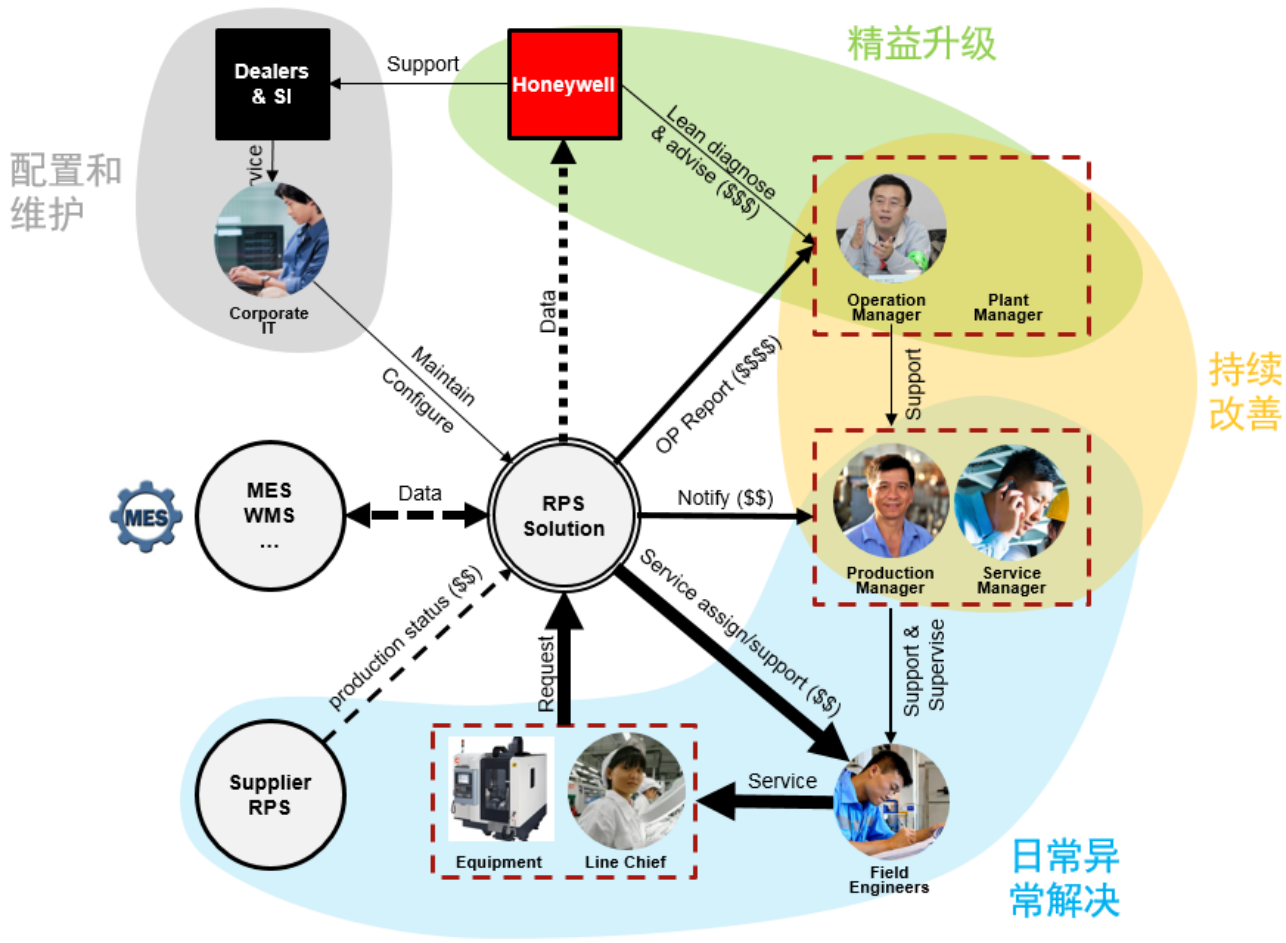 精益升级
Dealers
& SI
Support
Honeywell
Lean diagnose
& advise ($$$)
配置和
维护
rvice
Corporate
IT
Operation
Manager
Plant
Manager
Data
Maintain
Configure
OP Report ($$$$)
Support
持续
改善
MES
MES
WMS
...
Data
RPS
Solution
Notify ($$)
Production
Manager
Service
Manager
production status ($$)
Service assign/support ($$)
Request
Support &
Supervise
Supplier
RPS
Equipment
Line Chief
Service
Field
Engineers
日常异
常解决